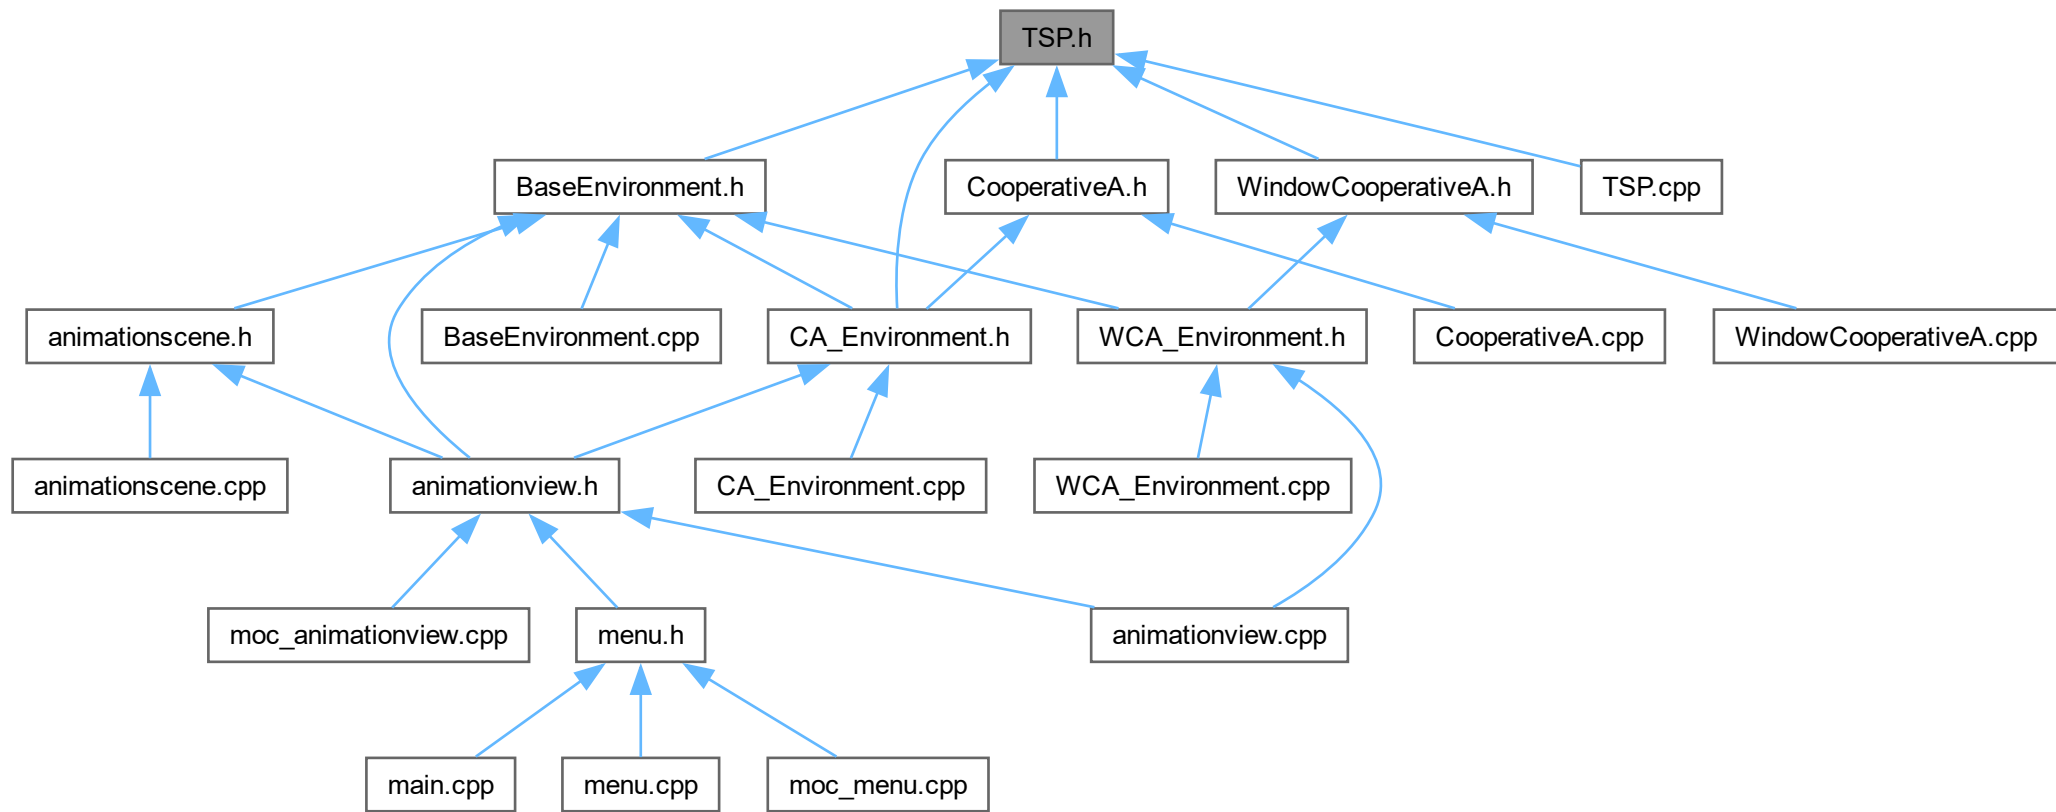 TSP.h
BaseEnvironment.h
CooperativeA.h
WindowCooperativeA.h
TSP.cpp
animationscene.h
BaseEnvironment.cpp
CA_Environment.h
WCA_Environment.h
CooperativeA.cpp
WindowCooperativeA.cpp
animationscene.cpp
animationview.h
CA_Environment.cpp
WCA_Environment.cpp
moc_animationview.cpp
menu.h
animationview.cpp
main.cpp
menu.cpp
moc_menu.cpp